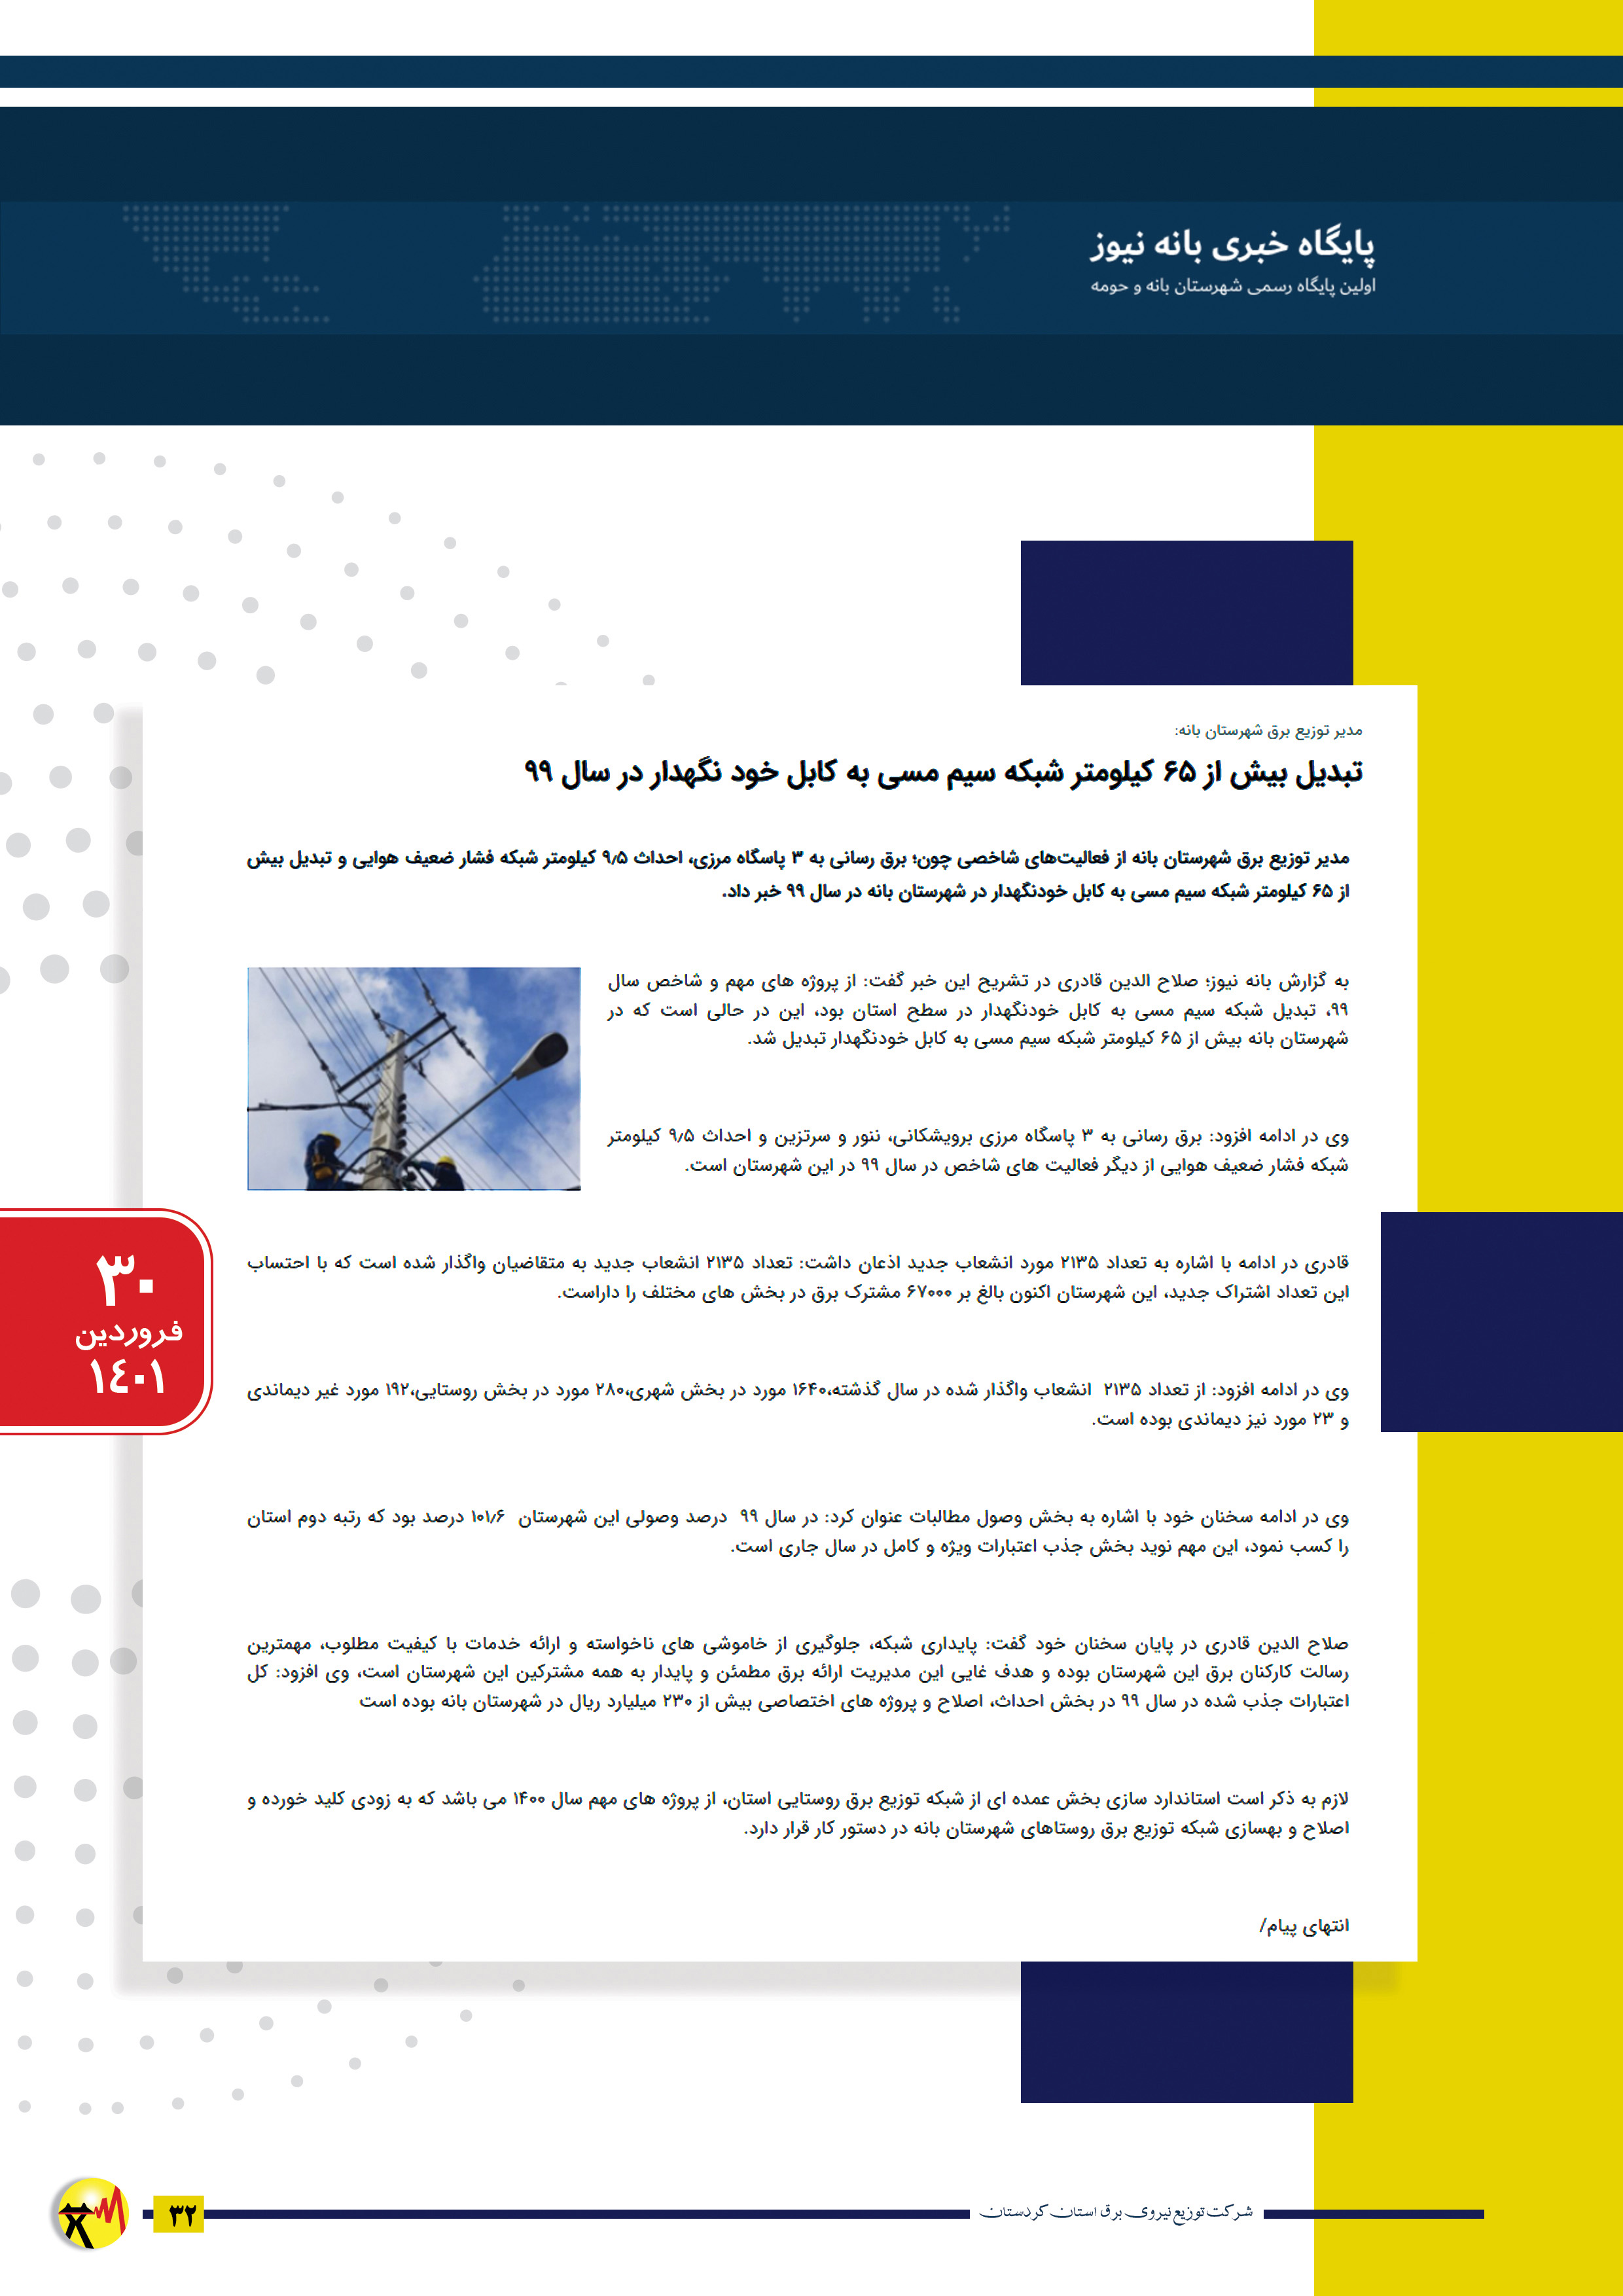 پایگاه خبری بانه نیوز
اولین پایگاه رسمی شهرستان بانه و حومه
مدیر توزیع برق شهرستان بانه:
تبدیل بیش از ۶۵ کیلومتر شبکه سیم مسی به کابل خود نگهدار در سال ۹۹
مدیر توزیع برق شهرستان بانه از فعالیت‌های شاخصی چون؛ برق رسانی به ۳ پاسگاه مرزی، احداث ۹٫۵ کیلومتر شبکه فشار ضعیف هوایی و تبدیل بیش
از ۶۵ کیلومتر شبکه سیم مسی به کابل خودنگهدار در شهرستان بانه در سال ۹۹ خبر داد.
به گزارش بانه نیوز؛ صلاح الدین قادری در تشریح این خبر گفت: از پروژه های مهم و شاخص سال
۹۹، تبدیل شبکه سیم مسی به کابل خودنگهدار در سطح استان بود، این در حالی است که در
شهرستان بانه بیش از ۶۵ کیلومتر شبکه سیم مسی به کابل خودنگهدار تبدیل شد.
وی در ادامه افزود: برق رسانی به ۳ پاسگاه مرزی برویشکانی، ننور و سرتزین و احداث ۹٫۵ کیلومتر
شبکه فشار ضعیف هوایی از دیگر فعالیت های شاخص در سال ۹۹ در این شهرستان است.
قادری در ادامه با اشاره به تعداد ۲۱۳۵ مورد انشعاب جدید اذعان داشت: تعداد ۲۱۳۵ انشعاب جدید به متقاضیان واگذار شده است که با احتساب
این تعداد اشتراک جدید، این شهرستان اکنون بالغ بر ۶۷۰۰۰ مشترک برق در بخش های مختلف را داراست.
وی در ادامه افزود: از تعداد ۲۱۳۵ انشعاب واگذار شده در سال گذشته،۱۶۴۰ مورد در بخش شهری،۲۸۰ مورد در بخش روستایی،۱۹۲ مورد غیر دیماندی
و ۲۳ مورد نیز دیماندی بوده است.
وی در ادامه سخنان خود با اشاره به بخش وصول مطالبات عنوان کرد: در سال ۹۹ درصد وصولی این شهرستان ۱۰۱٫۶ درصد بود که رتبه دوم استان
را کسب نمود، این مهم نوید بخش جذب اعتبارات ویژه و کامل در سال جاری است.
صلاح الدین قادری در پایان سخنان خود گفت: پایداری شبکه، جلوگیری از خاموشی های ناخواسته و ارائه خدمات با کیفیت مطلوب، مهمترین
رسالت کارکنان برق این شهرستان بوده و هدف غایی این مدیریت ارائه برق مطمئن و پایدار به همه مشترکین این شهرستان است، وی افزود: کل
اعتبارات جذب شده در سال ۹۹ در بخش احداث، اصلاح و پروژه های اختصاصی بیش از ۲۳۰ میلیارد ریال در شهرستان بانه بوده است
لازم به ذکر است استاندارد سازی بخش عمده ای از شبکه توزیع برق روستایی استان، از پروژه های مهم سال ۱۴۰۰ می باشد که به زودی کلید خورده و
اصلاح و بهسازی شبکه توزیع برق روستاهای شهرستان بانه در دستور کار قرار دارد.
انتهای پیام/
۳۰
فروردین
۱٤۰۱
شرکت توزیع نیروی برق استان کردستان
۳۲